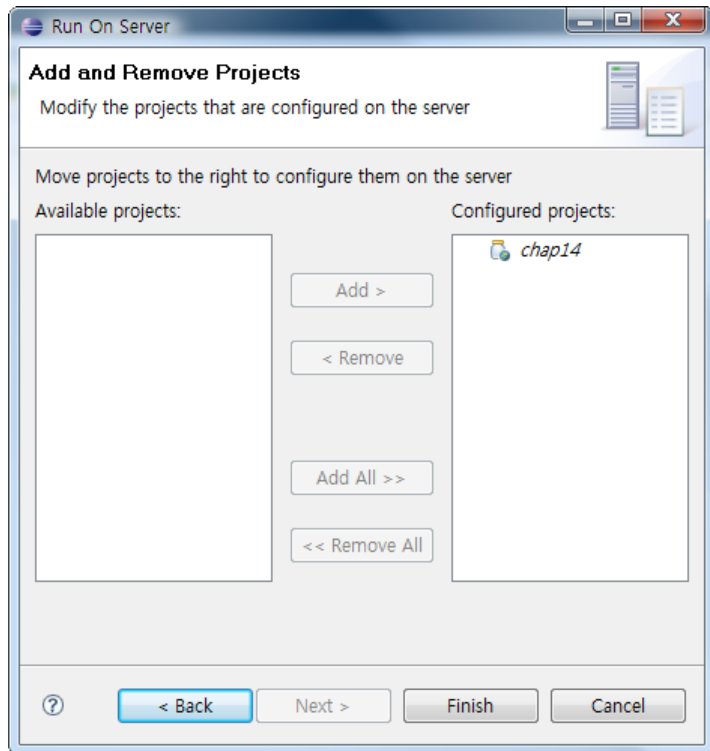 Run On Server
Add and Remove Projects
Modify the projects that are configured on the server
Move projects to the right to configure them on the server
Available projects:
Configured projects:
chap14
Add >
< Remove
Add All >>
<< Remove All
?
< Back
Next >
Finish
Cancel